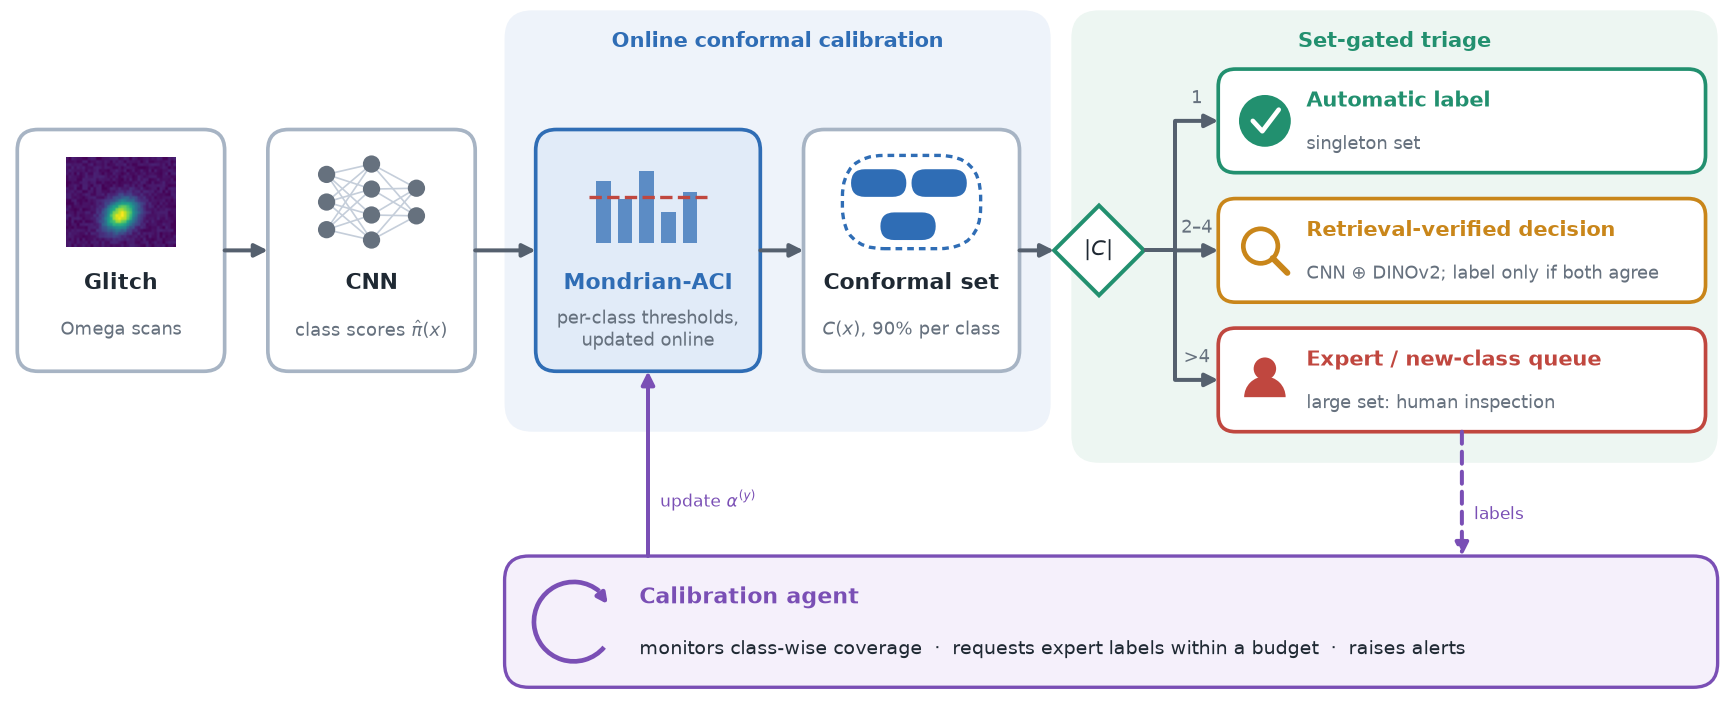 Online conformal calibration
Set-gated triage
Glitch
Omega scans
CNN
class scores π̂(x)
Mondrian-ACI
per-class thresholds,
updated online
Conformal set
C(x), 90% per class
|C|
1
Automatic label
singleton set
2–4
Retrieval-verified decision
CNN ⊕ DINOv2; label only if both agree
>4
Expert / new-class queue
large set: human inspection
update α⁽ʸ⁾
labels
Calibration agent
monitors class-wise coverage · requests expert labels within a budget · raises alerts